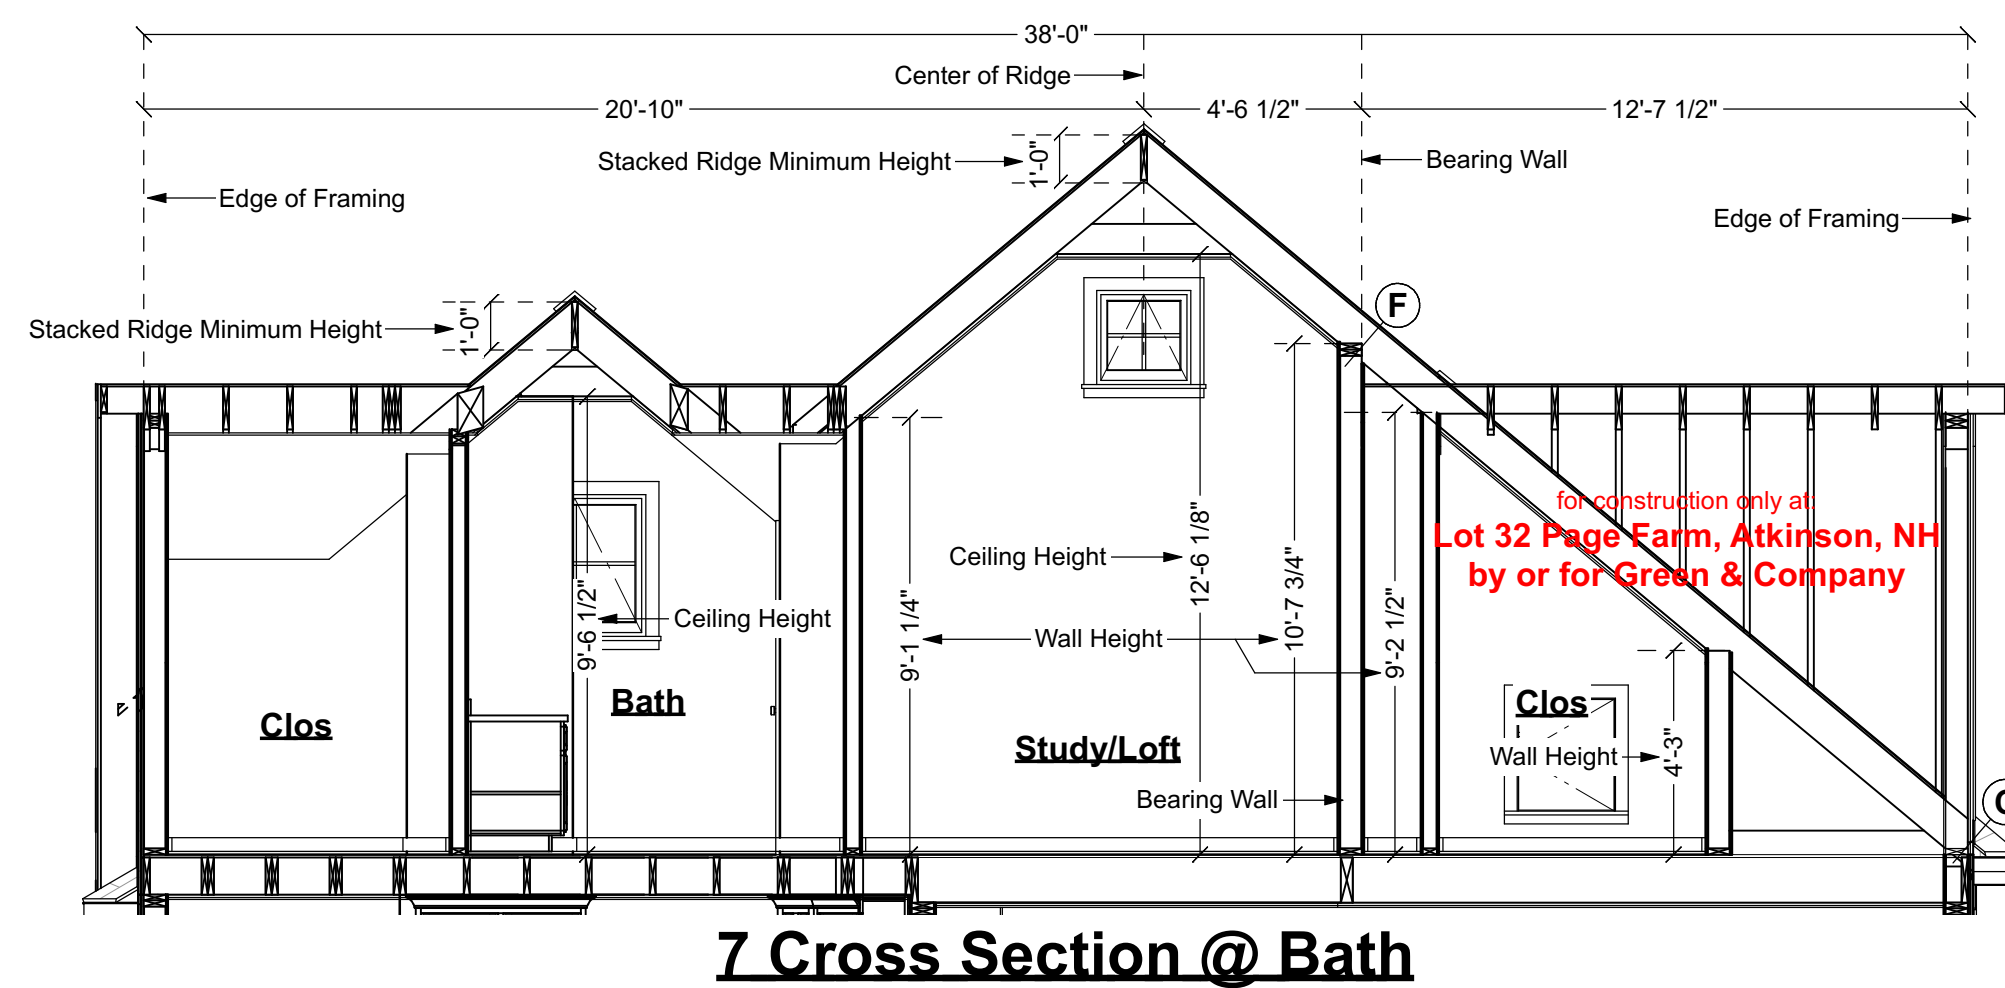 38'-0"
Center of Ridge
20'-10"
4'-6 1/2"
12'-7 1/2"
Stacked Ridge Minimum Height
1'-0"
Bearing Wall
Edge of Framing
Edge of Framing
F
Stacked Ridge Minimum Height
1'-0"
for construction only at:
Lot 32 Page Farm, Atkinson, NH
by or for Green & Company
Ceiling Height
12'-6 1/8"
9'-6 1/2"
Ceiling Height
9'-1 1/4"
Wall Height
10'-7 3/4"
9'-2 1/2"
Bath
Clos
Clos
Study/Loft
Wall Height
4'-3"
Bearing Wall
7 Cross Section @ Bath